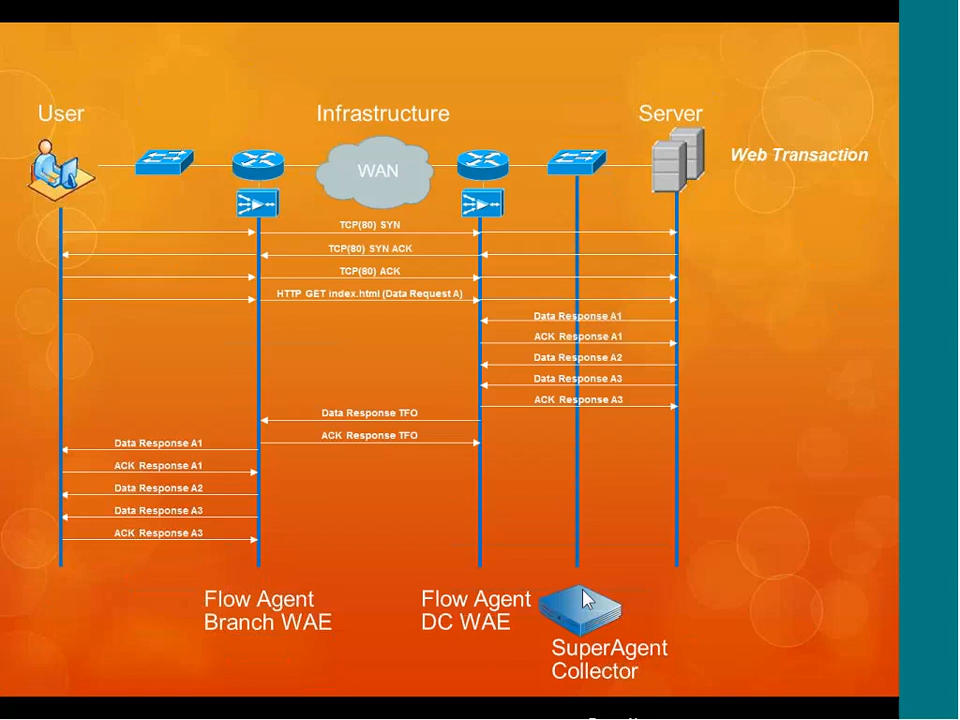 User
Infrastructure
Server
WAN
Web Transaction
TCP(80) SYN
TCP(80) SYN ACK
TCP(80) ACK
HTTP GET index.html (Data Request A)
Data Response A1
ACK Response A1
Data Response A2
Data Response A3
ACK Response A3
Data Response TFO
ACK Response TFO
Data Response A1
ACK Response A1
Data Response A2
Data Response A3
ACK Response A3
Flow Agent
Branch WAE
Flow Agent
DC WAE
SuperAgent
Collector